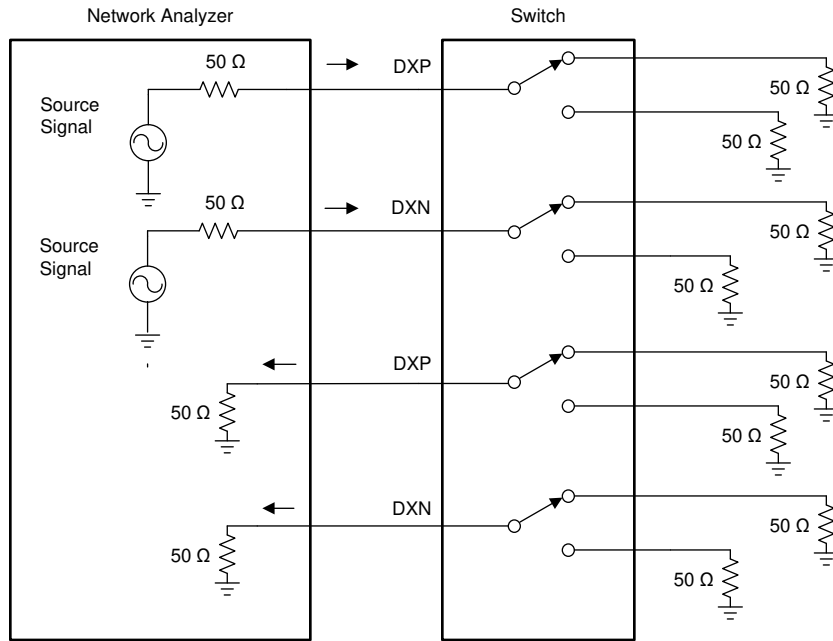 Network Analyzer
Switch
50 Ω
DXP
Source
Signal
50 Ω
50 Ω
50 Ω
DXN
Source
Signal
50 Ω
50 Ω
DXP
50 Ω
50 Ω
50 Ω
DXN
50 Ω
50 Ω
50 Ω